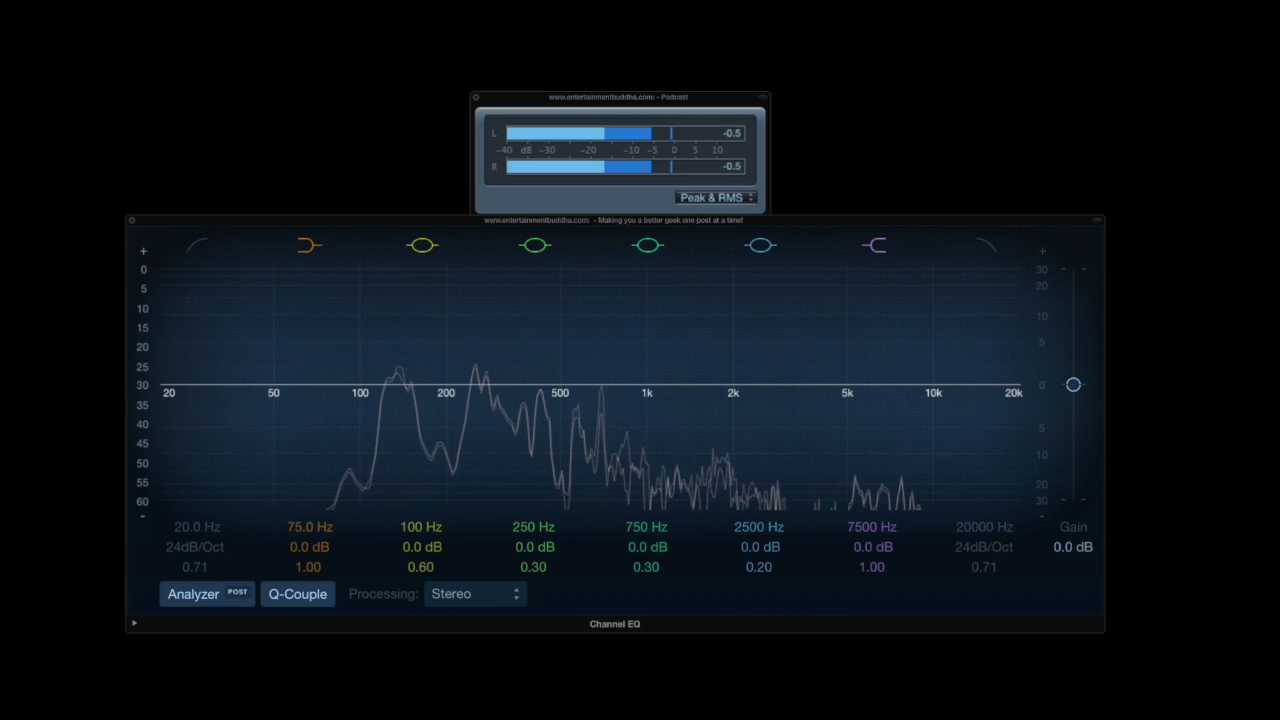 www.entertainmentbuddha.com: - Podcast
L -0.5
-40 dB -30 -20 -10 -5 0 5 10
R -0.5
Peak & RMS
www.entertainmentbuddha.com: - Making you a better geek one post at a time!
+ +
0 30
5 20
10 10
15 5
20
25
30 0
20 50 100 200 500 1k 2k 5k 10k 20k
35
40 5
45 10
50
55 20
60 30
- -
20.0 Hz 75.0 Hz 100 Hz 250 Hz 750 Hz 2500 Hz 7500 Hz 20000 Hz Gain
24dB/Oct 0.0 dB 0.0 dB 0.0 dB 0.0 dB 0.0 dB 0.0 dB 24dB/Oct 0.0 dB
0.71 1.00 0.60 0.30 0.30 0.20 1.00 0.71
Analyzer POST Q-Couple Processing: Stereo
Channel EQ